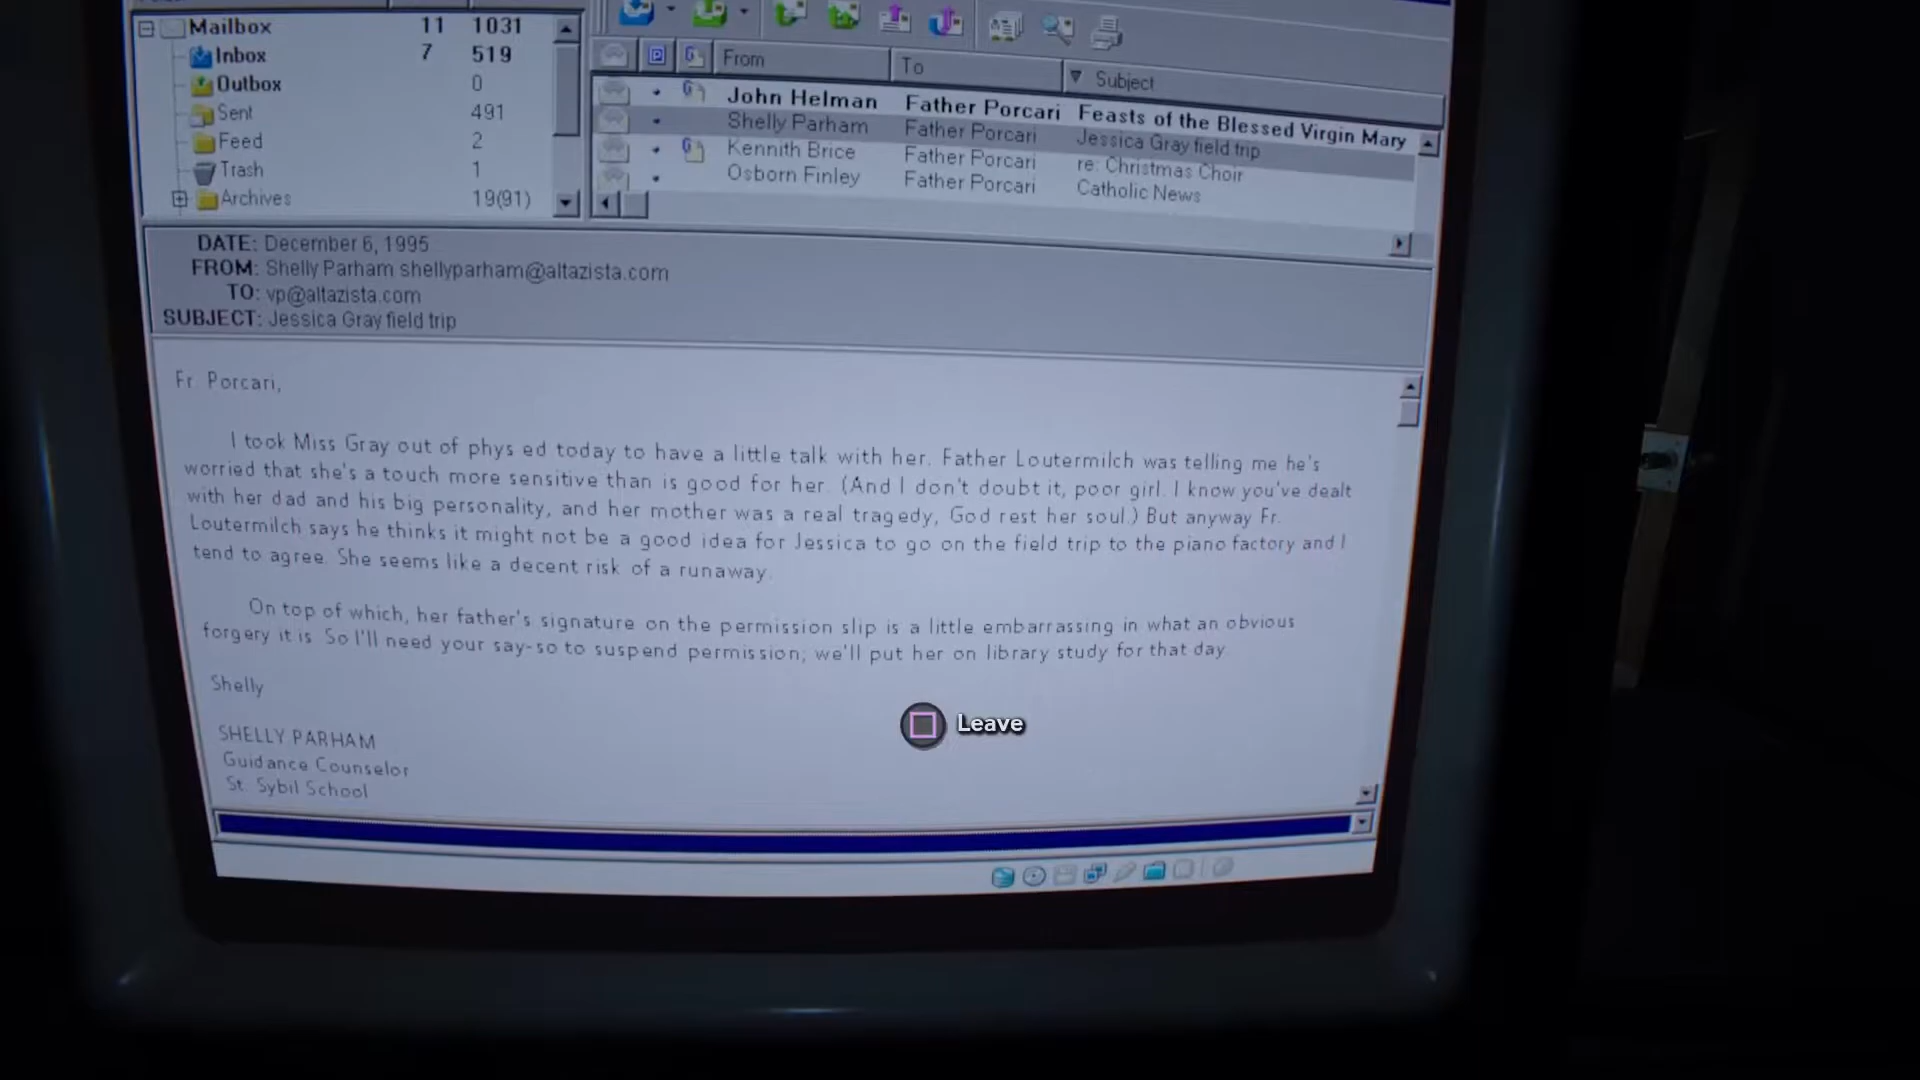 Mailbox 11 1031
Inbox 7 519
Outbox 0
Sent 491
Feed 2
Trash 1
Archives 19(91)
From To Subject
John Helman Father Porcari Feasts of the Blessed Virgin Mary
Shelly Parham Father Porcari Jessica Gray field trip
Kennith Brice Father Porcari re: Christmas Choir
Osborn Finley Father Porcari Catholic News
DATE: December 6, 1995
FROM: Shelly Parham shellyparham@altazista.com
TO: vp@altazista.com
SUBJECT: Jessica Gray field trip
Fr. Porcari,
I took Miss Gray out of phys ed today to have a little talk with her. Father Loutermilch was telling me he's
worried that she's a touch more sensitive than is good for her. (And I don't doubt it, poor girl. I know you've dealt
with her dad and his big personality, and her mother was a real tragedy, God rest her soul.) But anyway Fr.
Loutermilch says he thinks it might not be a good idea for Jessica to go on the field trip to the piano factory and I
tend to agree. She seems like a decent risk of a runaway.
On top of which, her father's signature on the permission slip is a little embarrassing in what an obvious
forgery it is. So I'll need your say-so to suspend permission; we'll put her on library study for that day.
Shelly
SHELLY PARHAM
Guidance Counselor
St. Sybil School
Leave